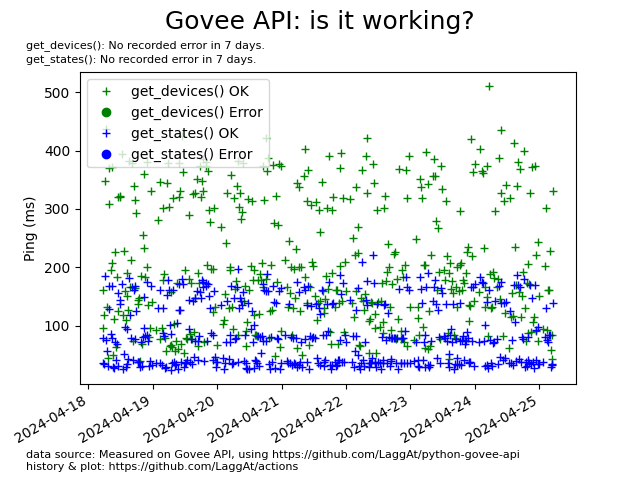 Govee API: is it working?
get_devices(): No recorded error in 7 days.
get_states(): No recorded error in 7 days.
get_devices() OK
get_devices() Error
get_states() OK
get_states() Error
500
400
300
200
100
Ping (ms)
2024-04-18
2024-04-19
2024-04-20
2024-04-21
2024-04-22
2024-04-23
2024-04-24
2024-04-25
data source: Measured on Govee API, using https://github.com/LaggAt/python-govee-api
history & plot: https://github.com/LaggAt/actions